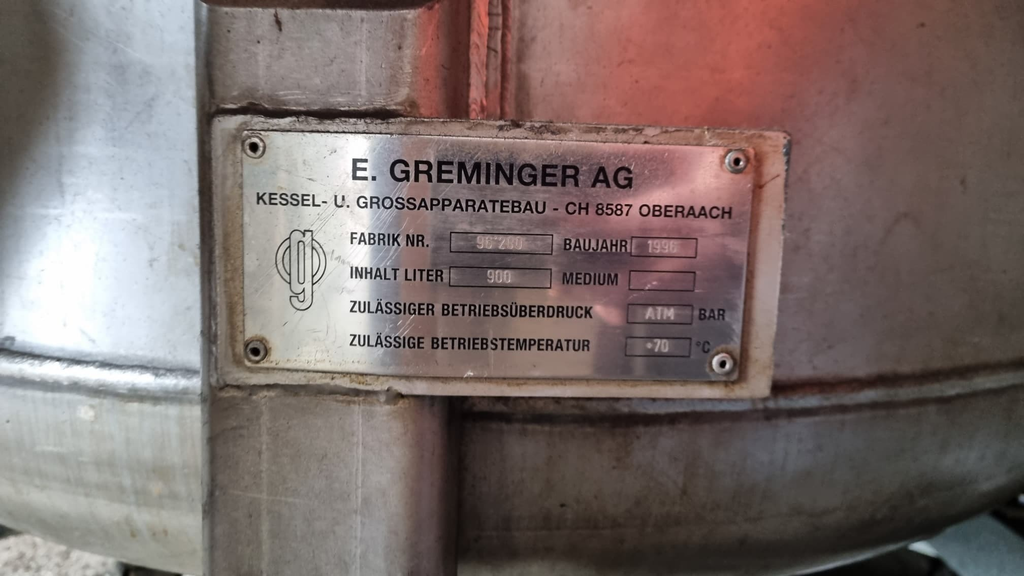 E. GREMINGER AG
KESSEL- U. GROSSAPPARATEBAU - CH 8587 OBERAACH
FABRIK NR. BAUJAHR 1996
INHALT LITER 900 MEDIUM
ZULÄSSIGER BETRIEBSÜBERDRUCK ATM BAR
ZULÄSSIGE BETRIEBSTEMPERATUR +70 °C
g